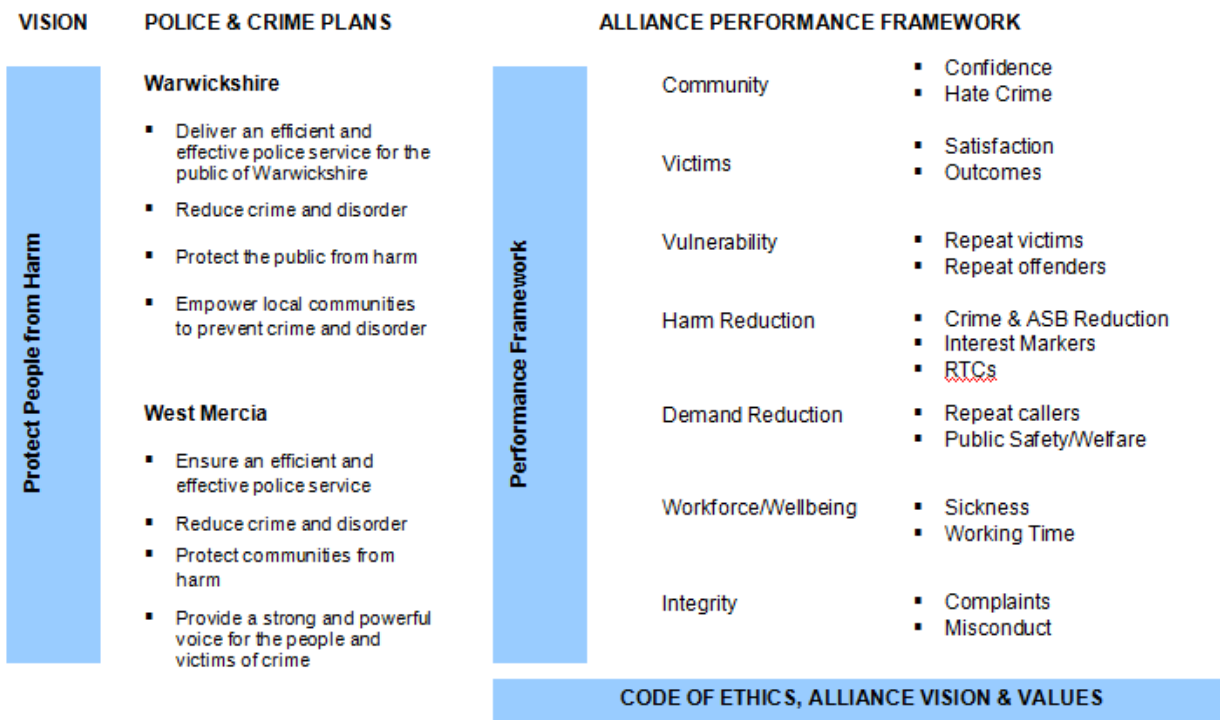 VISION
POLICE & CRIME PLANS
ALLIANCE PERFORMANCE FRAMEWORK
Protect People from Harm
Warwickshire
▪ Deliver an efficient and
effective police service for the
public of Warwickshire
▪ Reduce crime and disorder
▪ Protect the public from harm
▪ Empower local communities
to prevent crime and disorder
West Mercia
▪ Ensure an efficient and
effective police service
▪ Reduce crime and disorder
▪ Protect communities from
harm
▪ Provide a strong and powerful
voice for the people and
victims of crime
Performance Framework
Community
▪ Confidence
▪ Hate Crime
Victims
▪ Satisfaction
▪ Outcomes
Vulnerability
▪ Repeat victims
▪ Repeat offenders
Harm Reduction
▪ Crime & ASB Reduction
▪ Interest Markers
▪ RTCs
Demand Reduction
▪ Repeat callers
▪ Public Safety/Welfare
Workforce/Wellbeing
▪ Sickness
▪ Working Time
Integrity
▪ Complaints
▪ Misconduct
CODE OF ETHICS, ALLIANCE VISION & VALUES